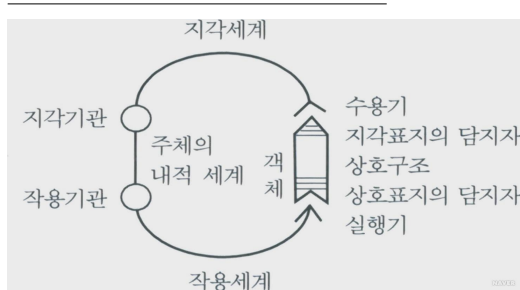 지각세계
지각기관
작용기관
주체의
내적 세계
객
체
수용기
지각표지의 담지자
상호구조
상호표지의 담지자
실행기
작용세계
NAVER